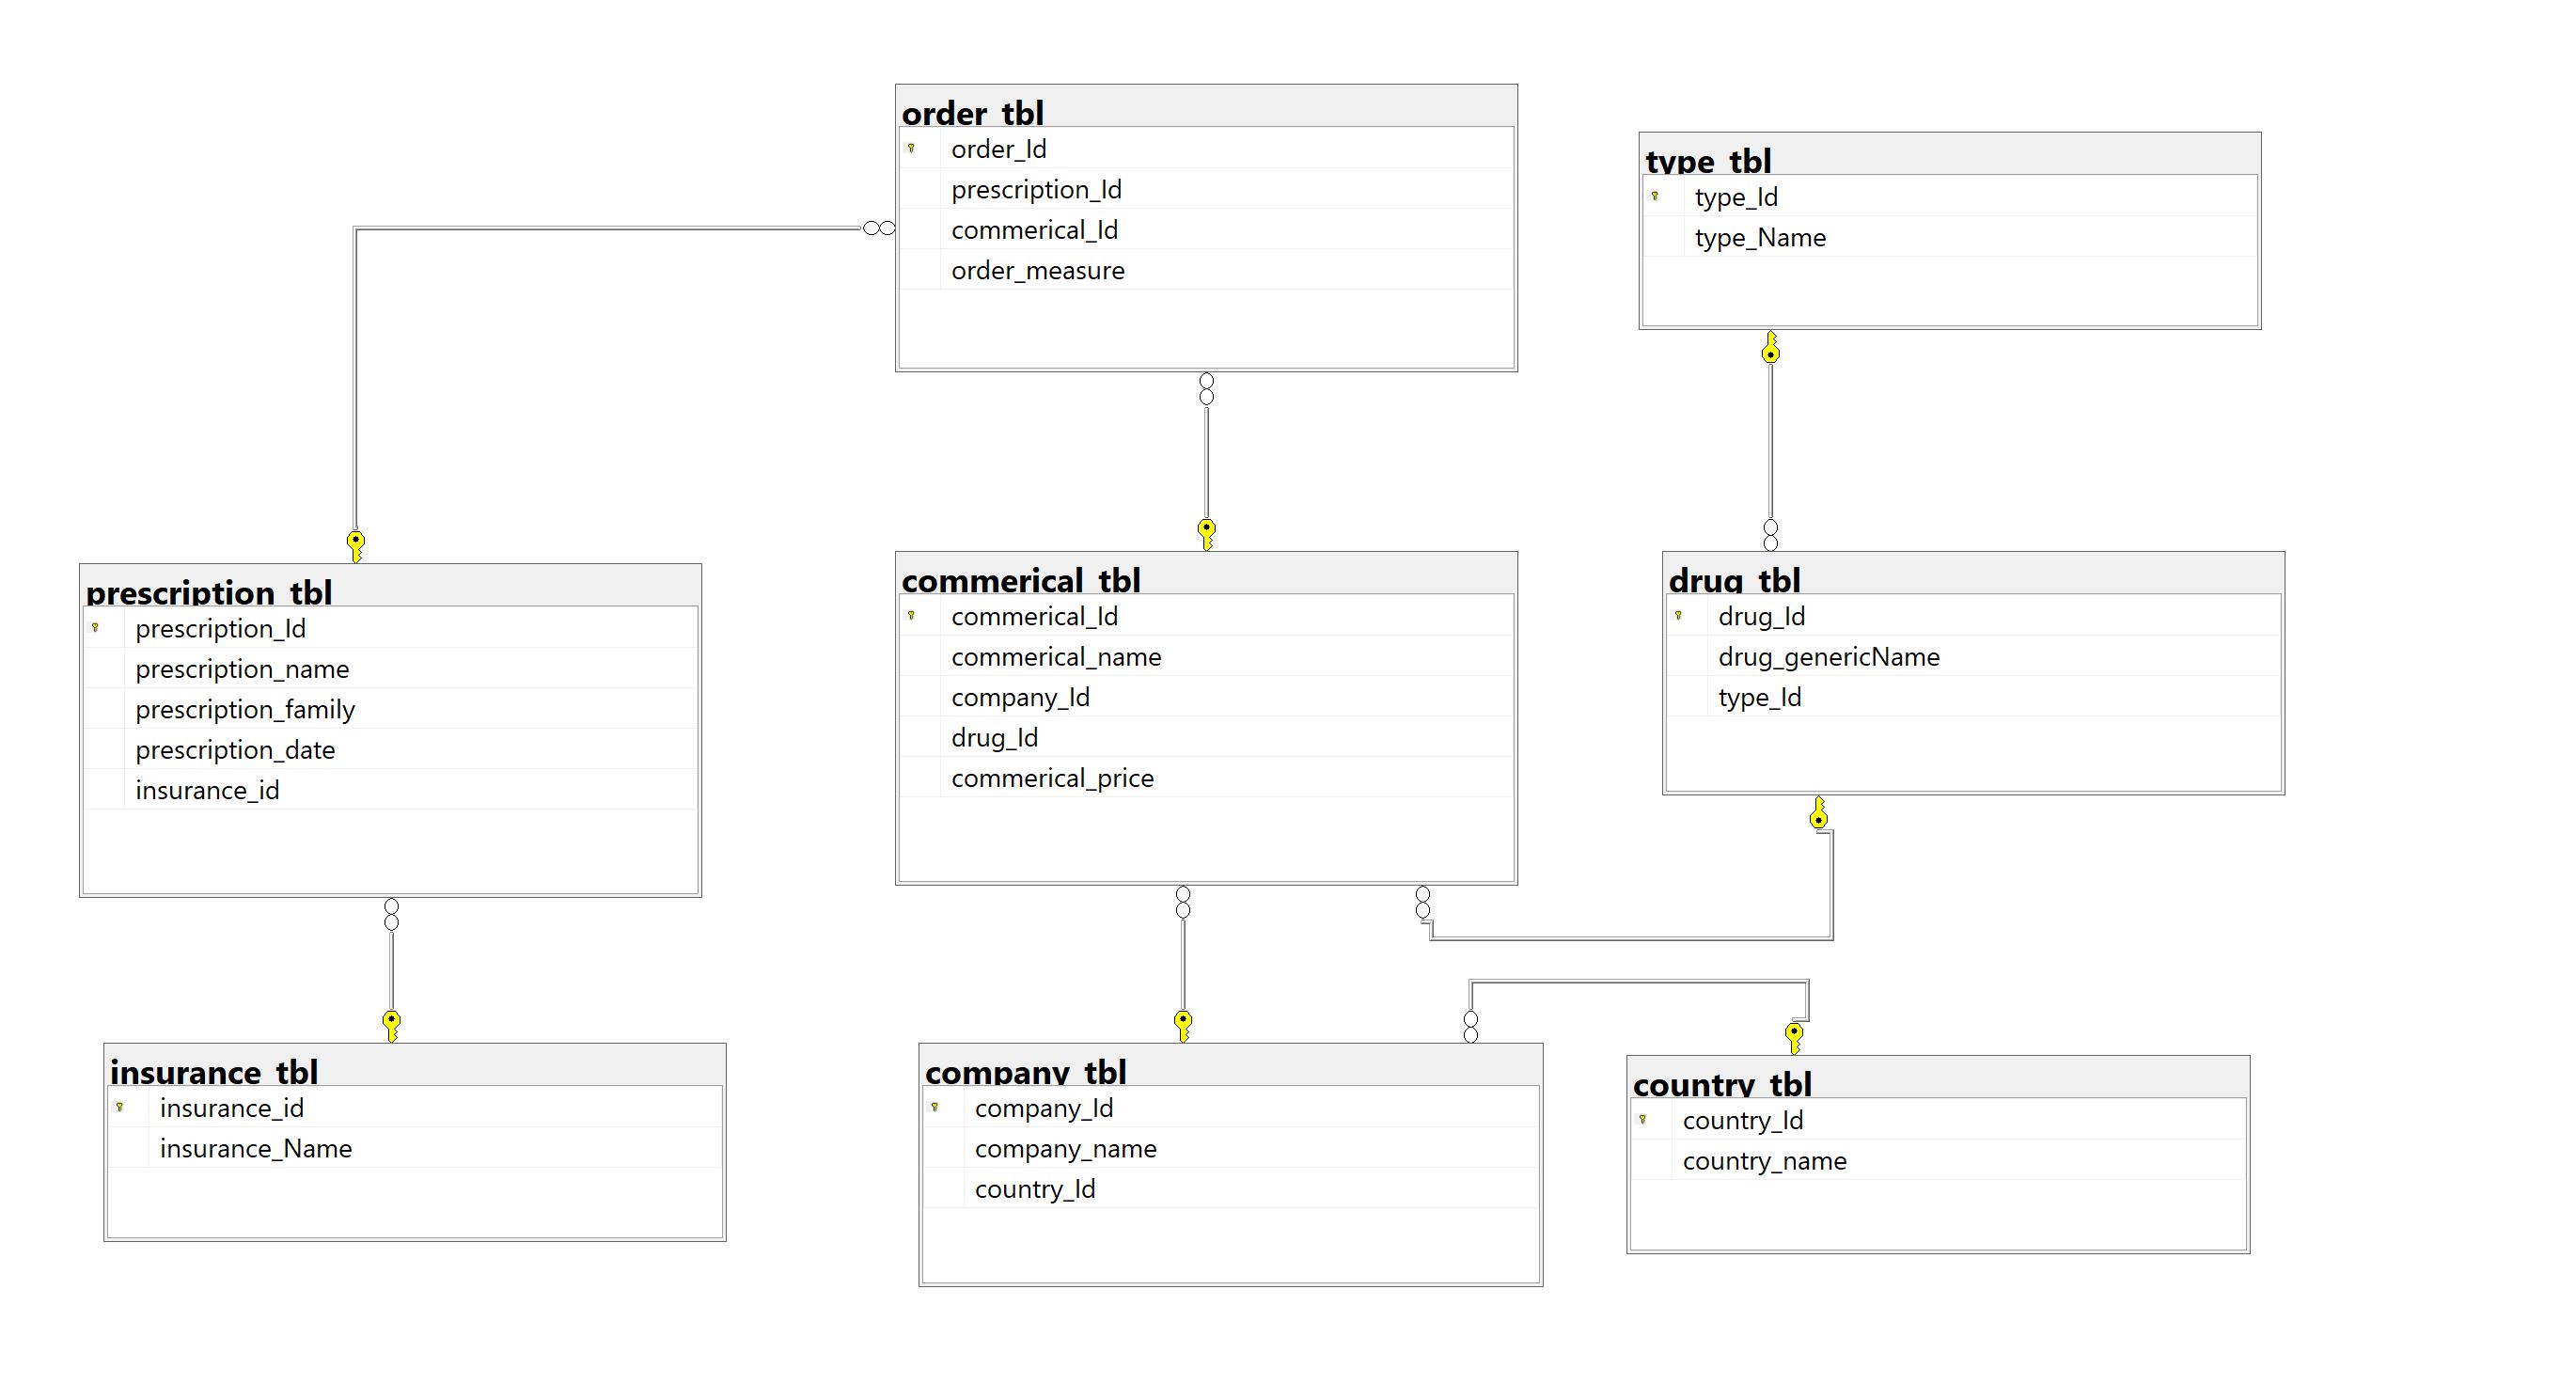 order_tbl
order_Id
prescription_Id
commerical_Id
order_measure
type_tbl
type_Id
type_Name
prescription_tbl
prescription_Id
prescription_name
prescription_family
prescription_date
insurance_id
commerical_tbl
commerical_Id
commerical_name
company_Id
drug_Id
commerical_price
drug_tbl
drug_Id
drug_genericName
type_Id
insurance_tbl
insurance_id
insurance_Name
company_tbl
company_Id
company_name
country_Id
country_tbl
country_Id
country_name